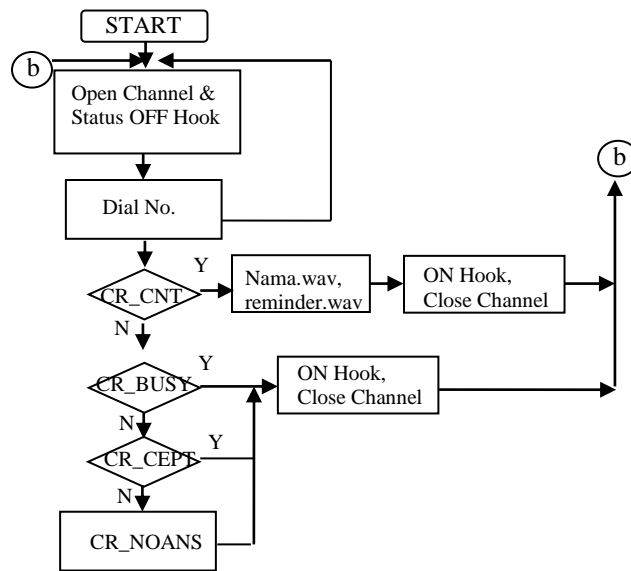 START
b
Open Channel &
Status OFF Hook
b
Dial No.
Y
CR_CNT
Nama.wav,
reminder.wav
ON Hook,
Close Channel
N
Y
CR_BUSY
ON Hook,
Close Channel
N
Y
CR_CEPT
N
CR_NOANS